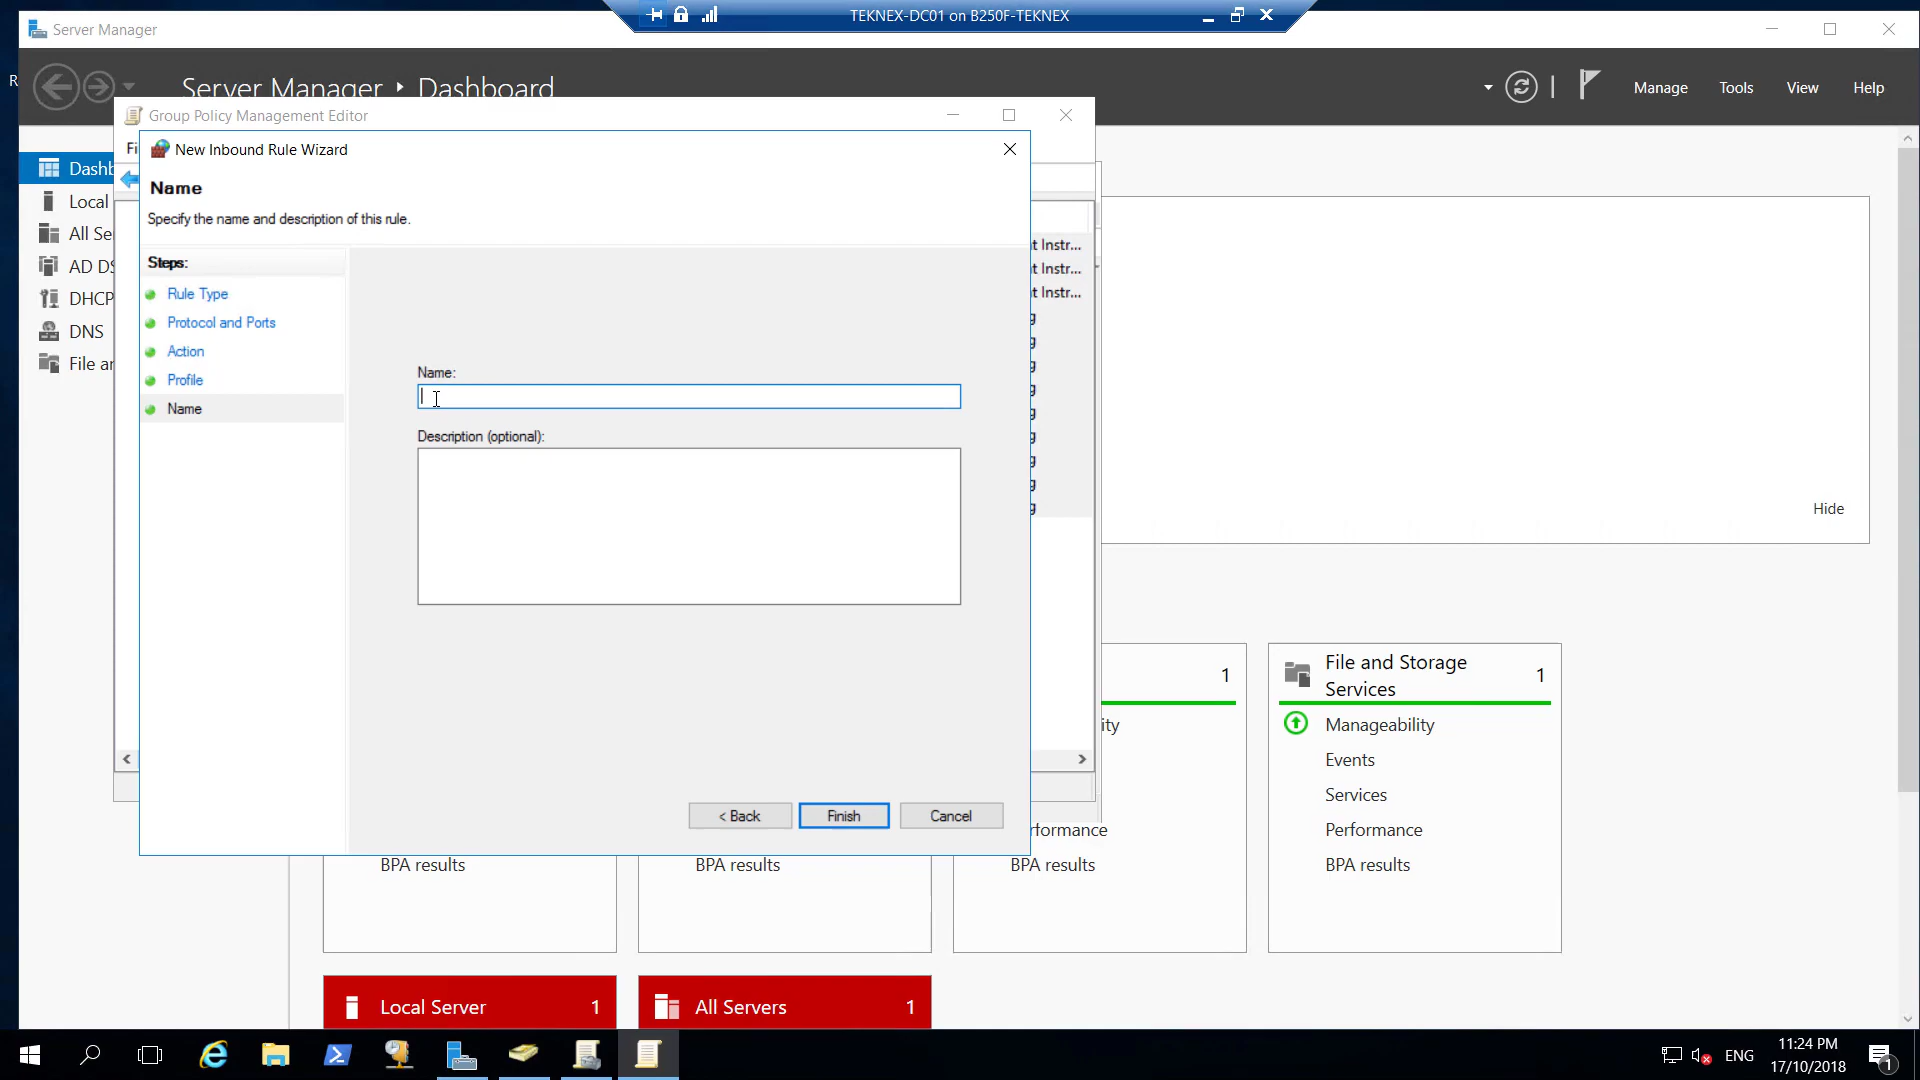 TEKNEX-DC01 on B250F-TEKNEX
Server Manager
Server Manager ‣ Dashboard
Manage
Tools
View
Help
Group Policy Management Editor
New Inbound Rule Wizard
Name
Specify the name and description of this rule.
Steps:
Rule Type
Protocol and Ports
Action
Profile
Name
Name:
Description (optional):
< Back
Finish
Cancel
Dashb
Local
All Se
AD DS
DHCP
DNS
File an
t Instr...
t Instr...
t Instr...
g
g
g
g
g
g
g
g
g
Hide
1
ity
rformance
BPA results
BPA results
BPA results
File and Storage
Services
1
Manageability
Events
Services
Performance
BPA results
Local Server
1
All Servers
1
ENG
11:24 PM
17/10/2018
1